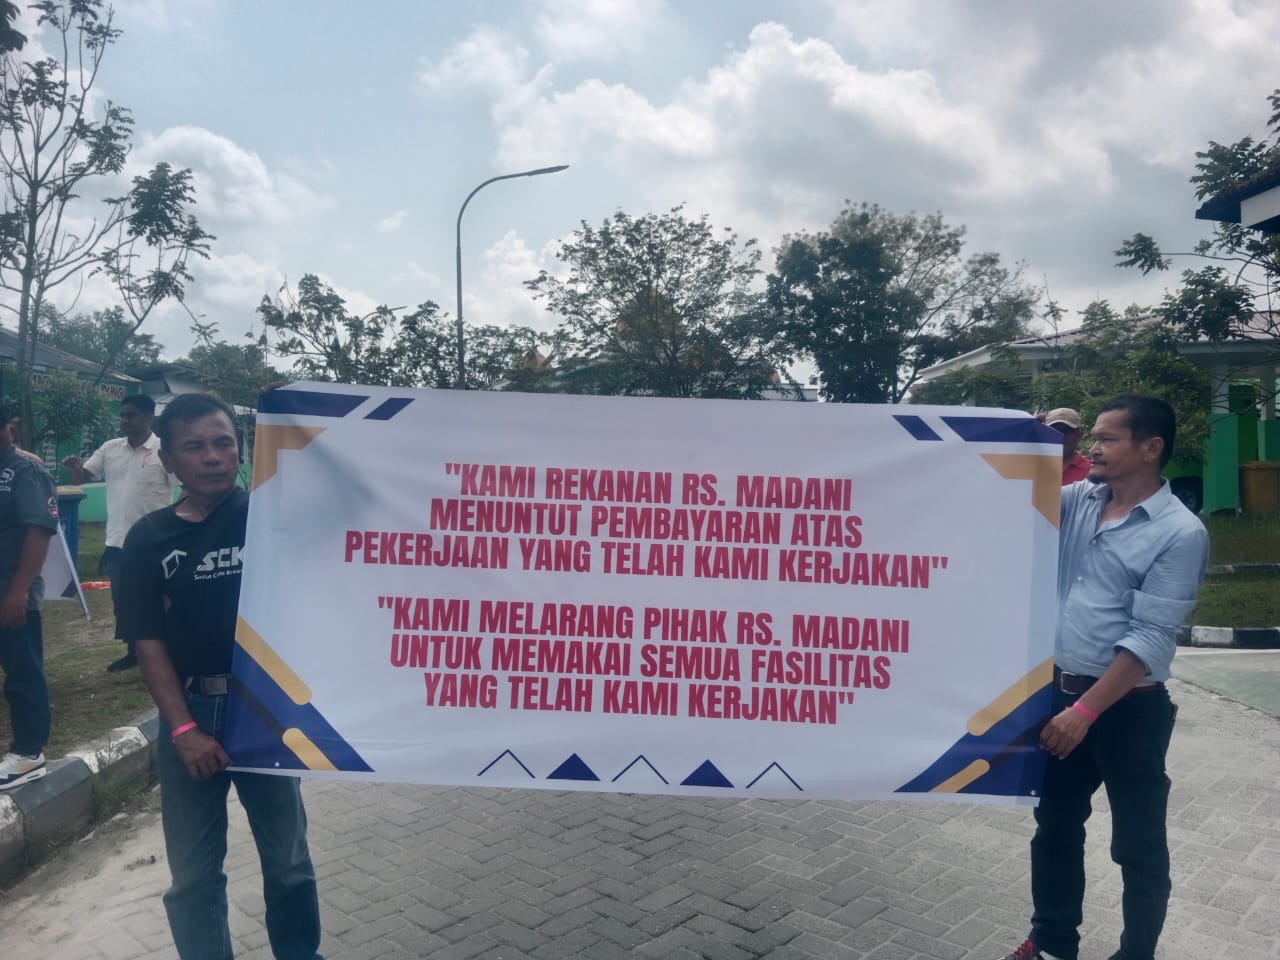 "KAMI REKANAN RS. MADANI
MENUNTUT PEMBAYARAN ATAS
PEKERJAAN YANG TELAH KAMI KERJAKAN"
"KAMI MELARANG PIHAK RS. MADANI
UNTUK MEMAKAI SEMUA FASILITAS
YANG TELAH KAMI KERJAKAN"
SCK